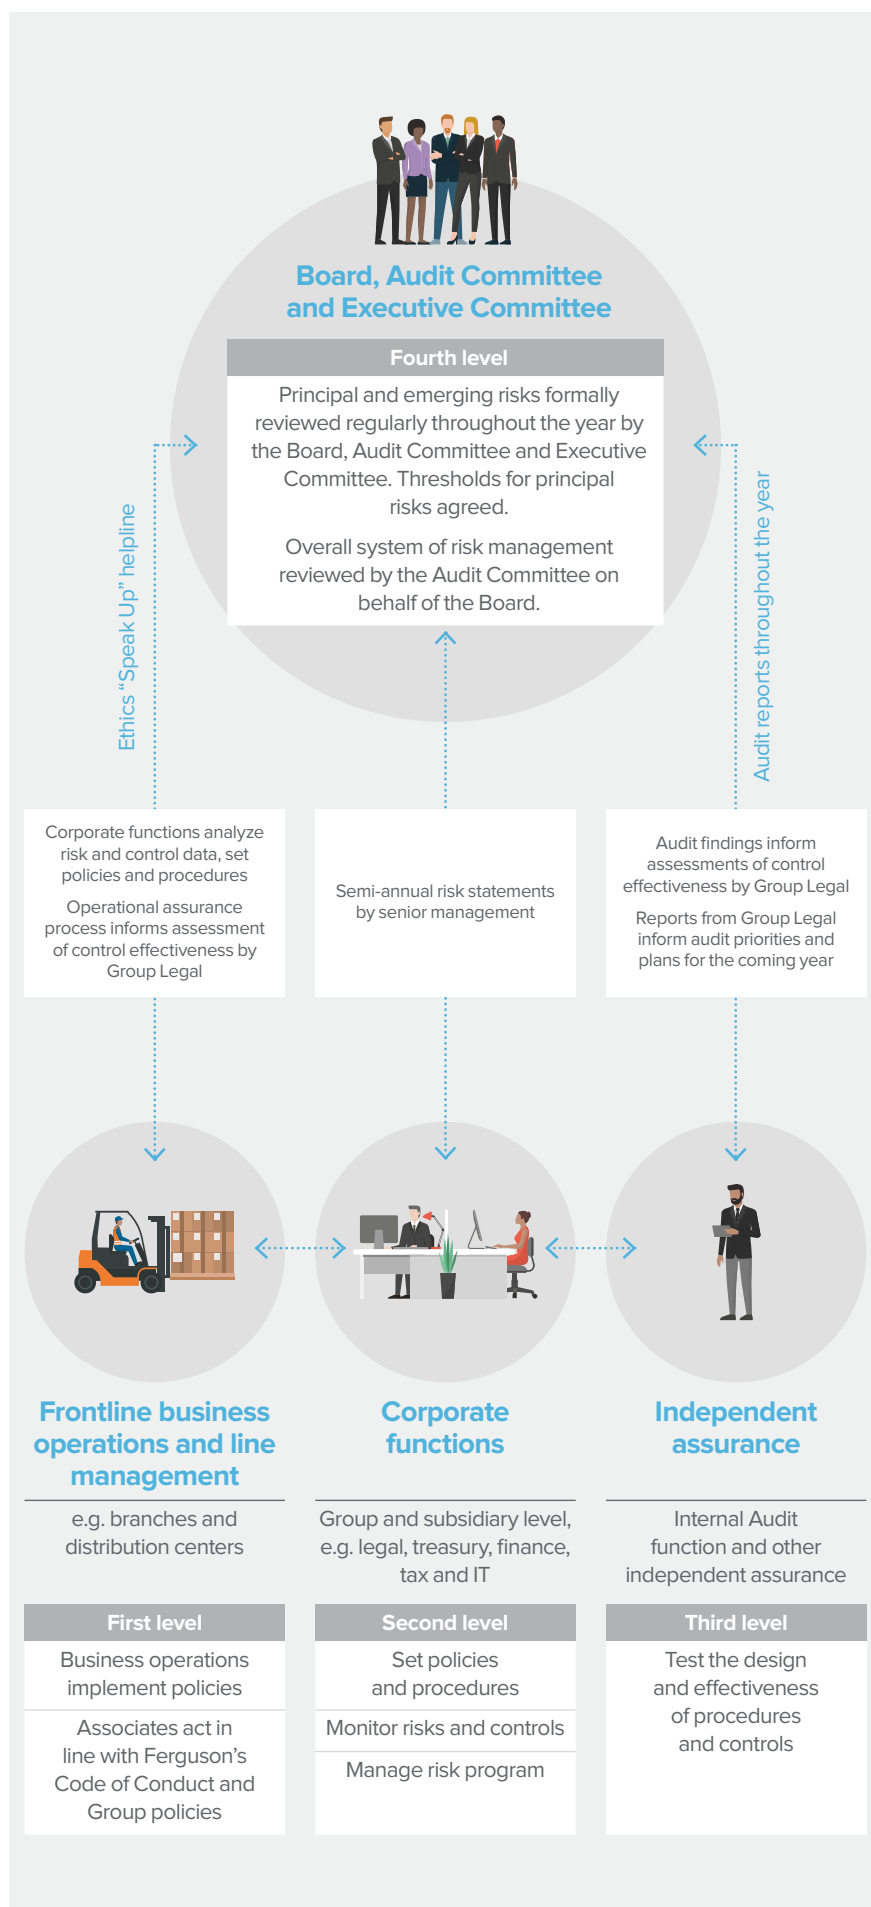 Board, Audit Committee
and Executive Committee
Fourth level
Principal and emerging risks formally
reviewed regularly throughout the year by
the Board, Audit Committee and Executive
Committee. Thresholds for principal
risks agreed.
Overall system of risk management
reviewed by the Audit Committee on
behalf of the Board.
Ethics “Speak Up” helpline
Audit reports throughout the year
Corporate functions analyze
risk and control data, set
policies and procedures
Operational assurance
process informs assessment
of control effectiveness by
Group Legal
Semi-annual risk statements
by senior management
Audit findings inform
assessments of control
effectiveness by Group Legal
Reports from Group Legal
inform audit priorities and
plans for the coming year
Frontline business
operations and line
management
e.g. branches and
distribution centers
First level
Business operations
implement policies
Associates act in
line with Ferguson’s
Code of Conduct and
Group policies
Corporate
functions
Group and subsidiary level,
e.g. legal, treasury, finance,
tax and IT
Second level
Set policies
and procedures
Monitor risks and controls
Manage risk program
Independent
assurance
Internal Audit
function and other
independent assurance
Third level
Test the design
and effectiveness
of procedures
and controls